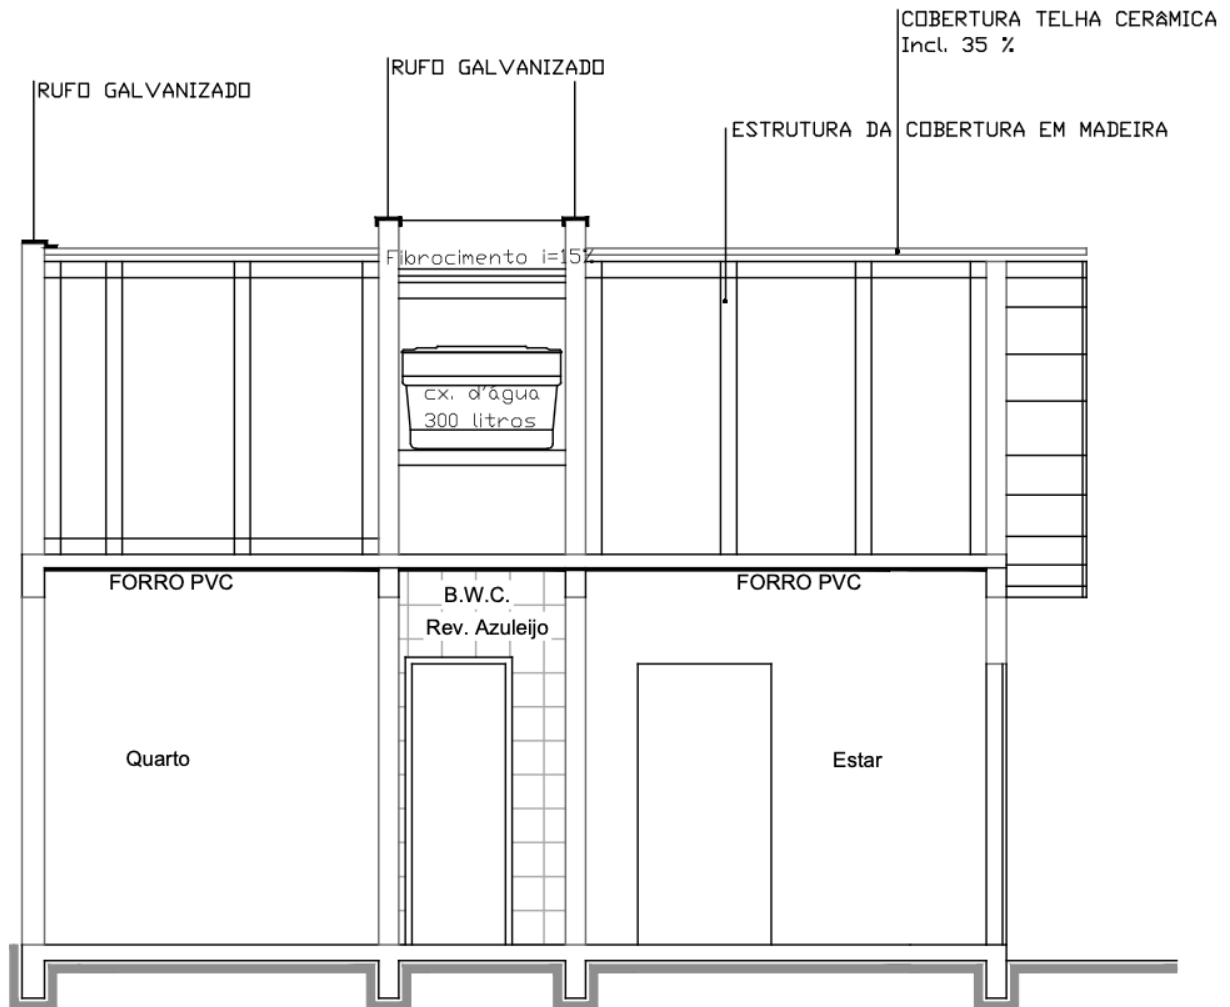 COBERTURA TELHA CERÂMICA
Incl. 35 %
RUFO GALVANIZADO
RUFO GALVANIZADO
ESTRUTURA DA COBERTURA EM MADEIRA
Fibrocimento i=15%
cx. d'água
300 litros
FORRO PVC
B.W.C.
Rev. Azuleijo
FORRO PVC
Quarto
Estar